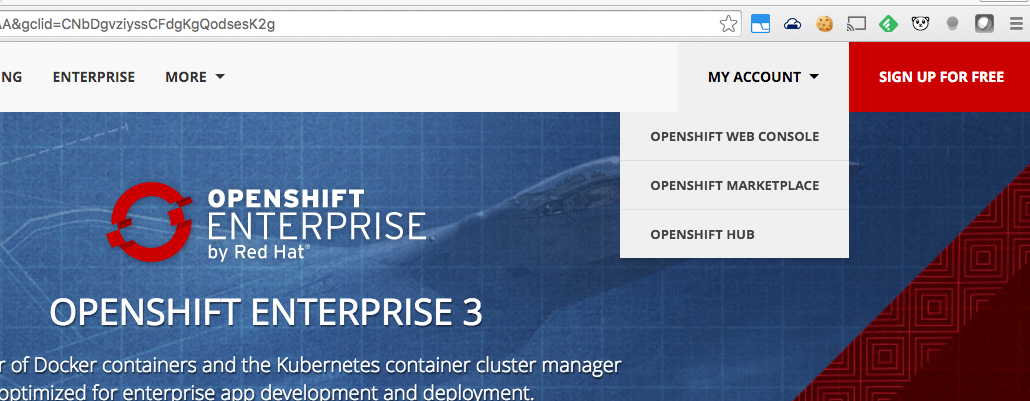 AA&gclid=CNbDgvziyssCFdgKgQodsesK2g
NG ENTERPRISE MORE MY ACCOUNT SIGN UP FOR FREE
OPENSHIFT WEB CONSOLE
OPENSHIFT MARKETPLACE
OPENSHIFT HUB
OPENSHIFT
ENTERPRISE
by Red Hat®
OPENSHIFT ENTERPRISE 3
r of Docker containers and the Kubernetes container cluster manager
optimized for enterprise app development and deployment.